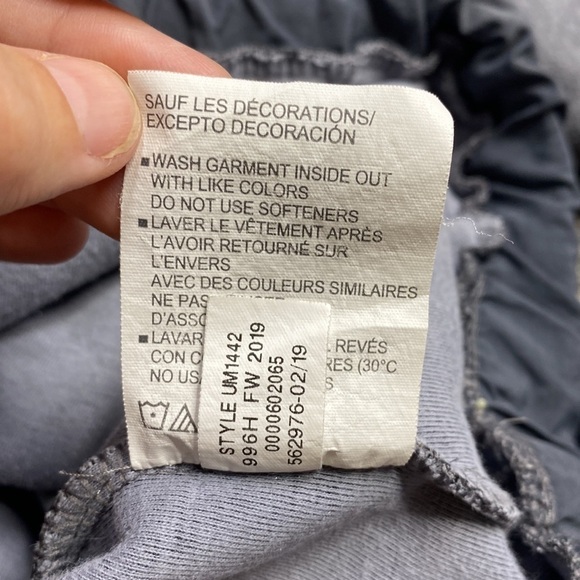 SAUF LES DÉCORATIONS/
EXCEPTO DECORACIÓN
■WASH GARMENT INSIDE OUT
WITH LIKE COLORS
DO NOT USE SOFTENERS
■LAVER LE VÊTEMENT APRÈS
L'AVOIR RETOURNÉ SUR
L'ENVERS
AVEC DES COULEURS SIMILAIRES
NE PAS
D'ASSO
■LAVAR REVÉS
CON C RES (30°C
NO US S
STYLE UM1442
996H FW 2019
0000602065
562976-02/19